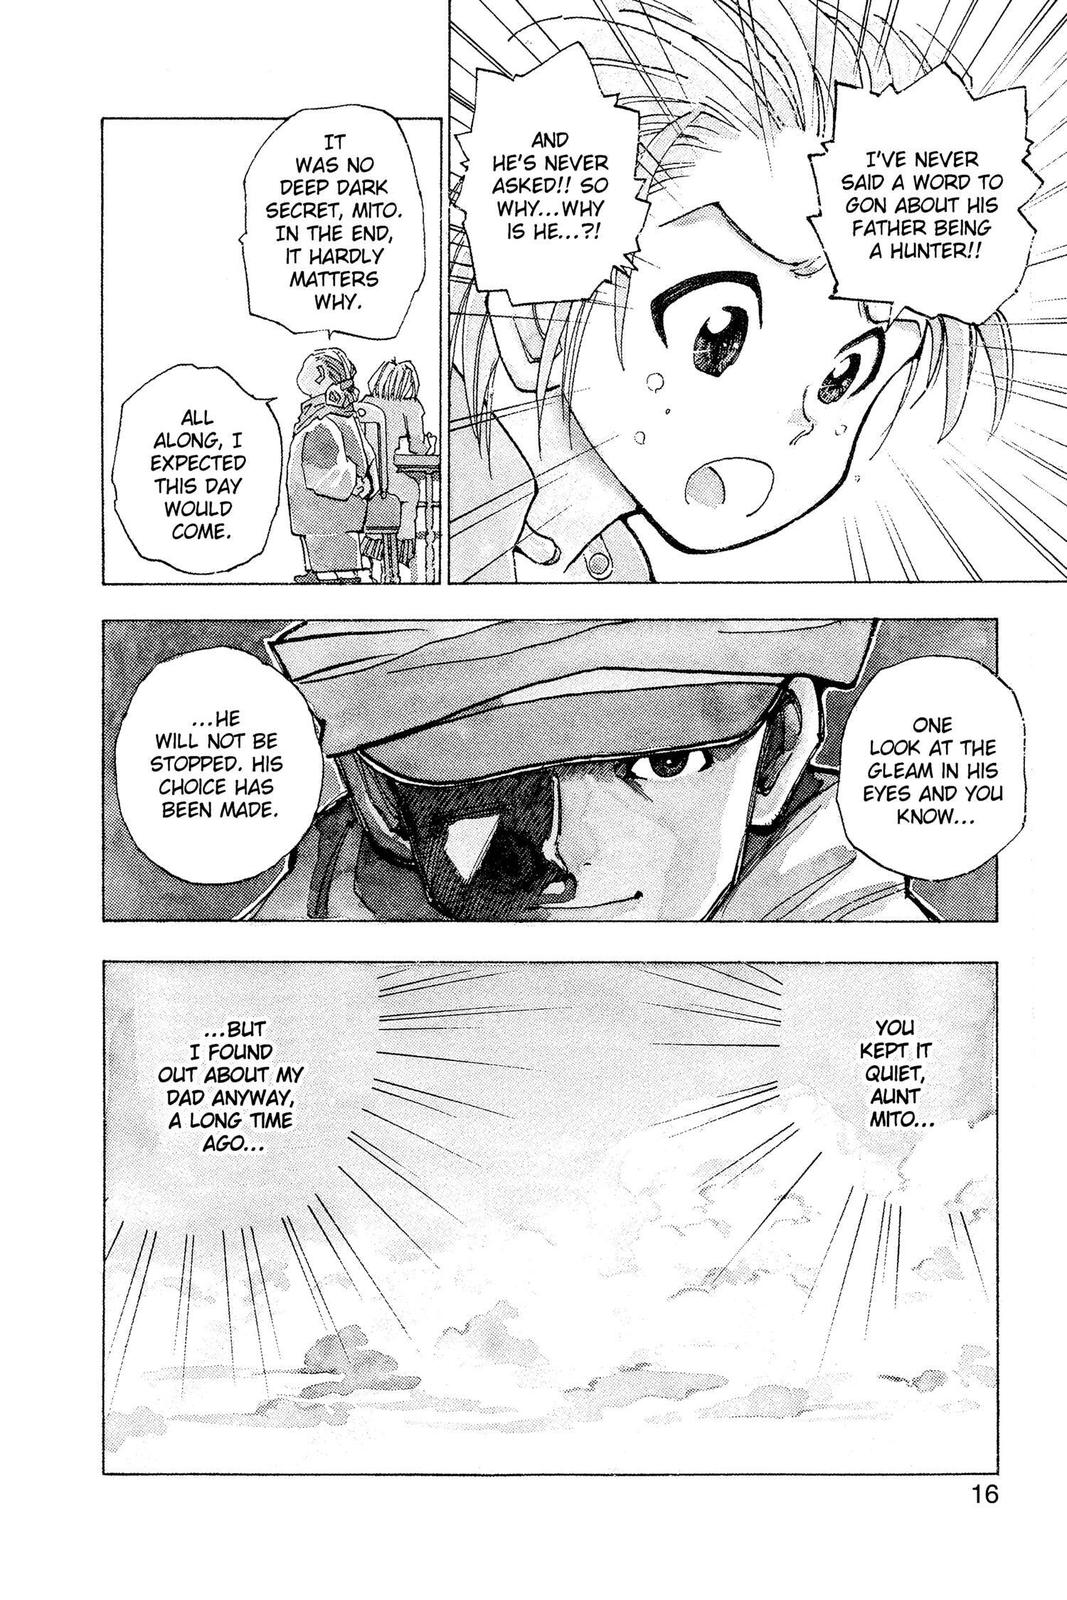 I'VE NEVER
SAID A WORD TO
GON ABOUT HIS
FATHER BEING
A HUNTER!!
AND
HE'S NEVER
ASKED!! SO
WHY...WHY
IS HE...?!
IT
WAS NO
DEEP DARK
SECRET, MITO.
IN THE END,
IT HARDLY
MATTERS
WHY.
ALL
ALONG, I
EXPECTED
THIS DAY
WOULD
COME.
ONE
LOOK AT THE
GLEAM IN HIS
EYES AND YOU
KNOW...
...HE
WILL NOT BE
STOPPED. HIS
CHOICE HAS
BEEN MADE.
YOU
KEPT IT
QUIET,
AUNT
MITO...
...BUT
I FOUND
OUT ABOUT MY
DAD ANYWAY,
A LONG TIME
AGO...
16